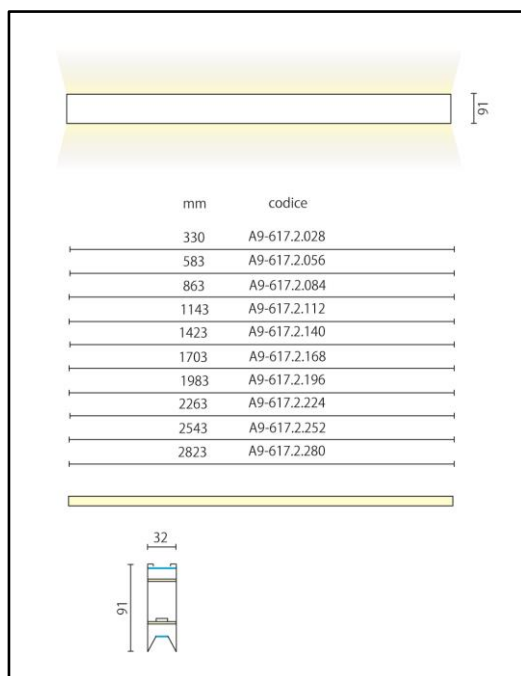 91
mm codice
330 A9-617.2.028
583 A9-617.2.056
863 A9-617.2.084
1143 A9-617.2.112
1423 A9-617.2.140
1703 A9-617.2.168
1983 A9-617.2.196
2263 A9-617.2.224
2543 A9-617.2.252
2823 A9-617.2.280
32
91